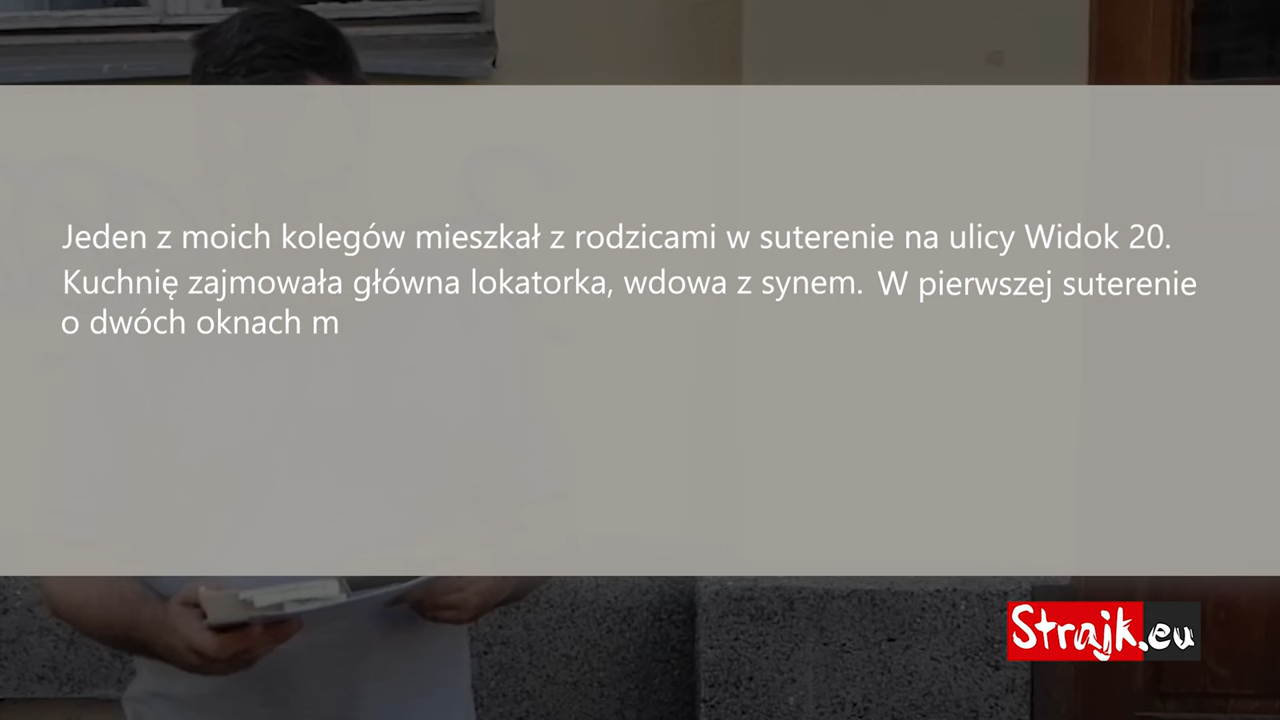 Jeden z moich kolegów mieszkał z rodzicami w suterenie na ulicy Widok 20.
Kuchnię zajmowała główna lokatorka, wdowa z synem. W pierwszej suterenie
o dwóch oknach m
Strajk.eu